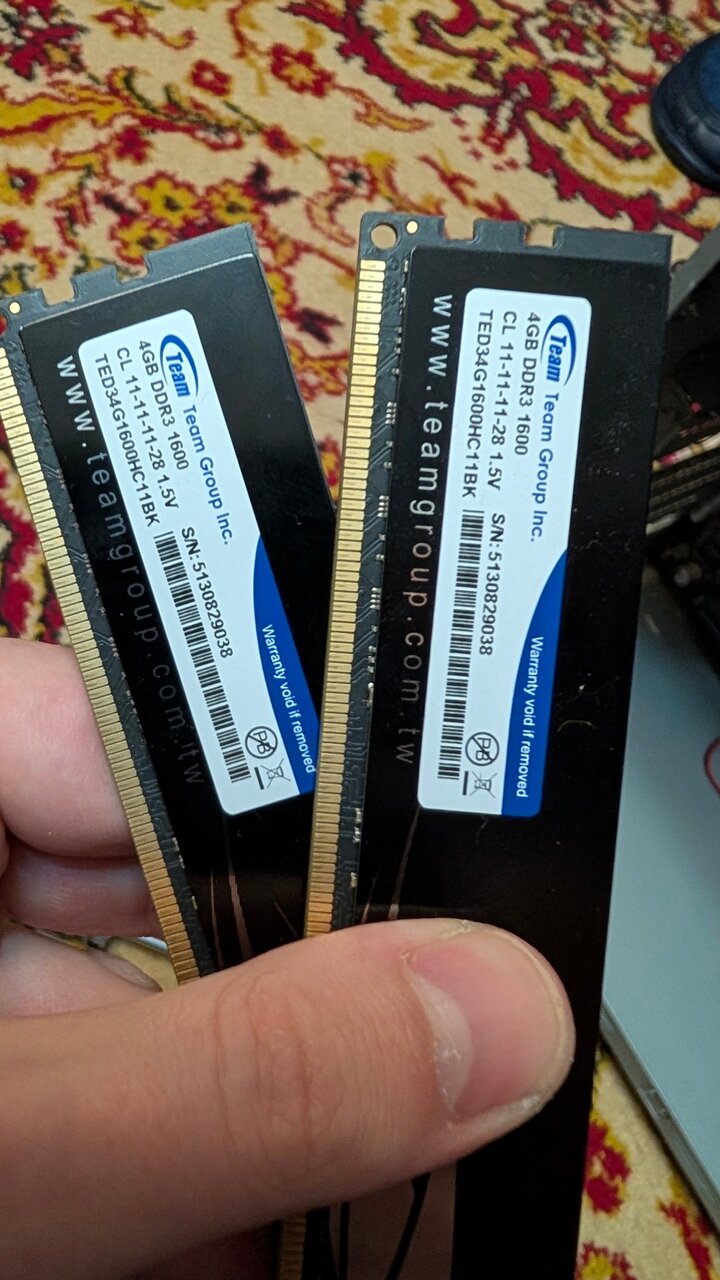 Team Team Group Inc.
4GB DDR3 1600
CL 11-11-11-28 1.5V
TED34G1600HC11BK
S/N:5130829038
Warranty void if removed
Pb
www.teamgroup.com.tw
Team Team Group Inc.
4GB DDR3 1600
CL 11-11-11-28 1.5V
TED34G1600HC11BK
S/N:5130829038
Warranty void if removed
Pb
www.teamgroup.com.tw